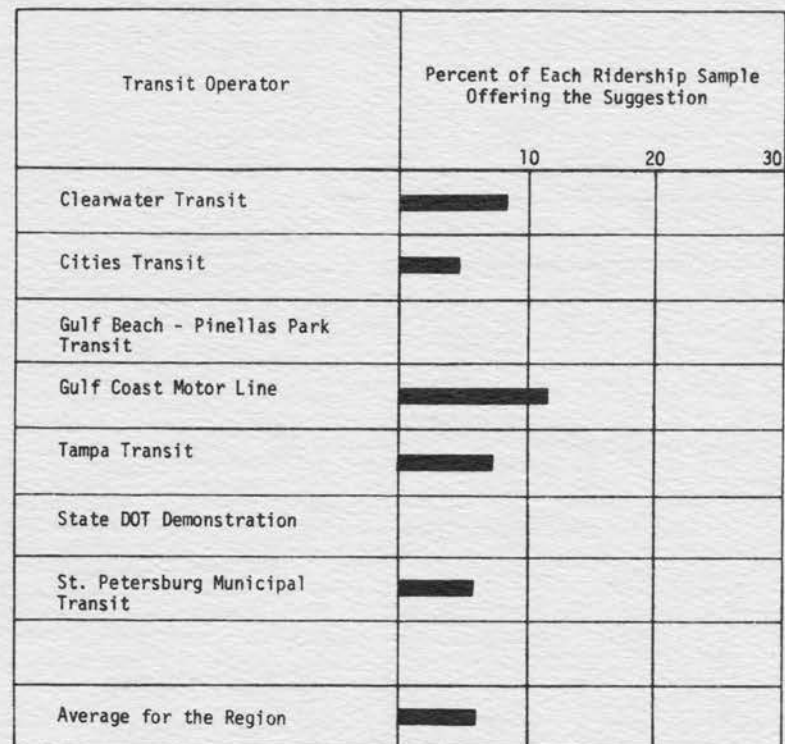 Transit Operator
Percent of Each Ridership Sample
Offering the Suggestion
10
20
30
Clearwater Transit
Cities Transit
Gulf Beach - Pinellas Park
Transit
Gulf Coast Motor Line
Tampa Transit
State DOT Demonstration
St. Petersburg Municipal
Transit
Average for the Region